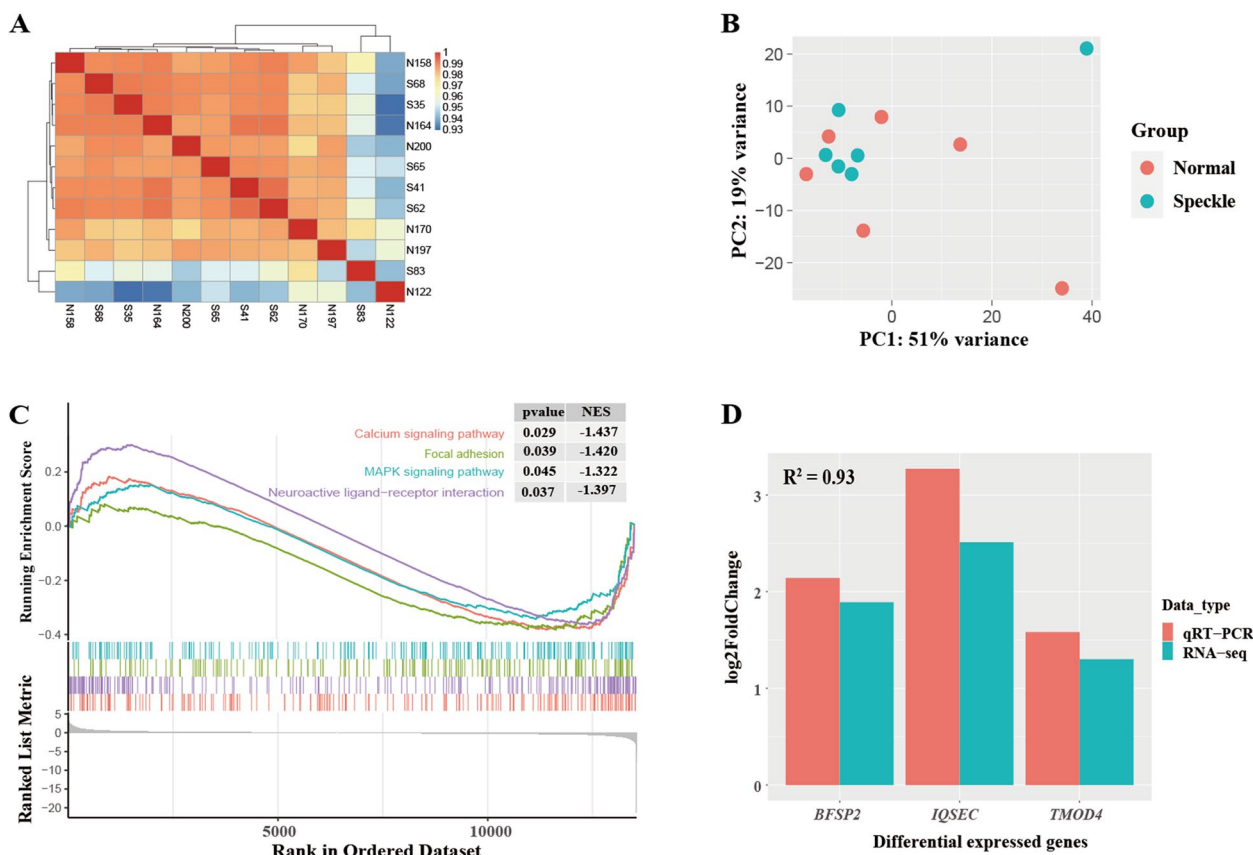 A
1
0.99
0.98
0.97
0.96
0.95
0.94
0.93
N158
S68
S35
N164
N200
S65
S41
S62
N170
N197
S83
N122
N158 S68 S35 N164 N200 S65 S41 S62 N170 N197 S83 N122
B
PC2: 19% variance
20
10
0
−10
−20
0 20 40
PC1: 51% variance
Group
Normal
Speckle
C
Running Enrichment Score
pvalue NES
Calcium signaling pathway 0.029 -1.437
Focal adhesion 0.039 -1.420
MAPK signaling pathway 0.045 -1.322
Neuroactive ligand−receptor interaction 0.037 -1.397
0.2
0.0
−0.2
−0.4
Ranked List Metric
5
0
−5
−10
−15
−20
5000 10000
Rank in Ordered Dataset
D
R² = 0.93
log2FoldChange
3
2
1
0
BFSP2 IQSEC TMOD4
Differential expressed genes
Data_type
qRT−PCR
RNA−seq